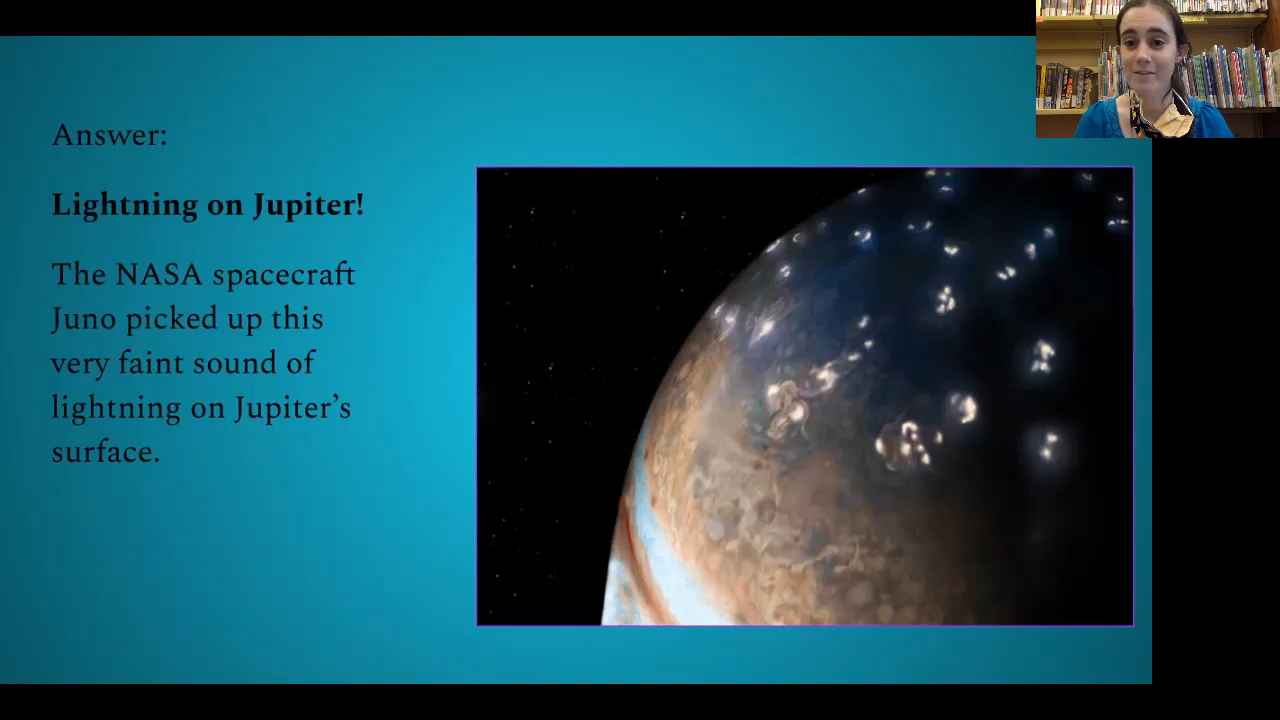 Answer:
Lightning on Jupiter!
The NASA spacecraft
Juno picked up this
very faint sound of
lightning on Jupiter’s
surface.